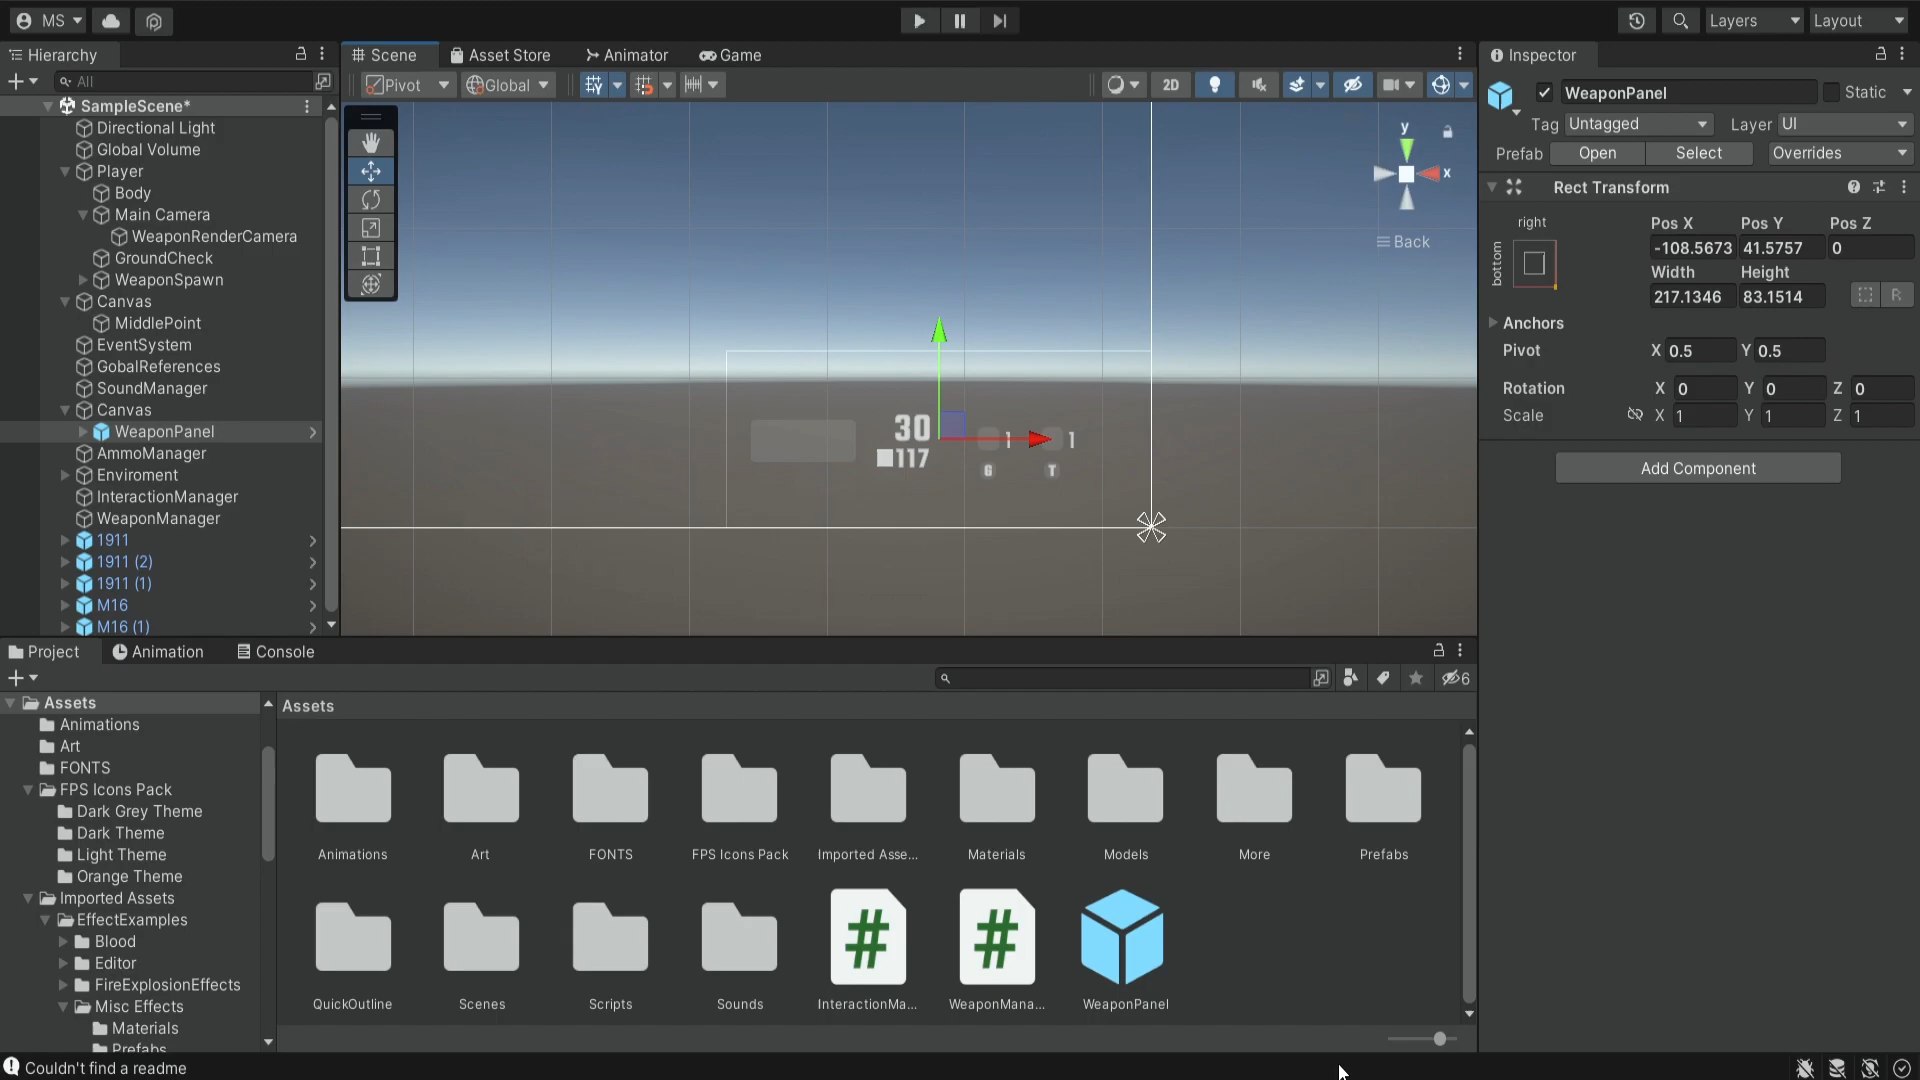 MS
Layers
Layout
Hierarchy
Scene
Asset Store
Animator
Game
Inspector
All
Pivot
Global
2D
WeaponPanel
Static
SampleScene*
Tag
Untagged
Layer
UI
Directional Light
Global Volume
Prefab
Open
Select
Overrides
Player
Rect Transform
Body
Main Camera
right
Pos X
Pos Y
Pos Z
WeaponRenderCamera
y
x
Back
bottom
-108.5673
41.5757
0
GroundCheck
Width
Height
WeaponSpawn
217.1346
83.1514
R
Canvas
MiddlePoint
Anchors
EventSystem
Pivot
X
0.5
Y
0.5
GobalReferences
SoundManager
Rotation
X
0
Y
0
Z
0
Canvas
Scale
X
1
Y
1
Z
1
WeaponPanel
30
117
1
1
G
T
AmmoManager
Enviroment
Add Component
InteractionManager
WeaponManager
1911
1911 (2)
1911 (1)
M16
M16 (1)
Project
Animation
Console
6
Assets
Animations
Art
FONTS
FPS Icons Pack
Dark Grey Theme
Dark Theme
Light Theme
Orange Theme
Imported Assets
EffectExamples
Blood
Editor
FireExplosionEffects
Misc Effects
Materials
Prefabs
Assets
Animations
Art
FONTS
FPS Icons Pack
Imported Asse...
Materials
Models
More
Prefabs
QuickOutline
Scenes
Scripts
Sounds
InteractionMa...
WeaponMana...
WeaponPanel
Couldn't find a readme